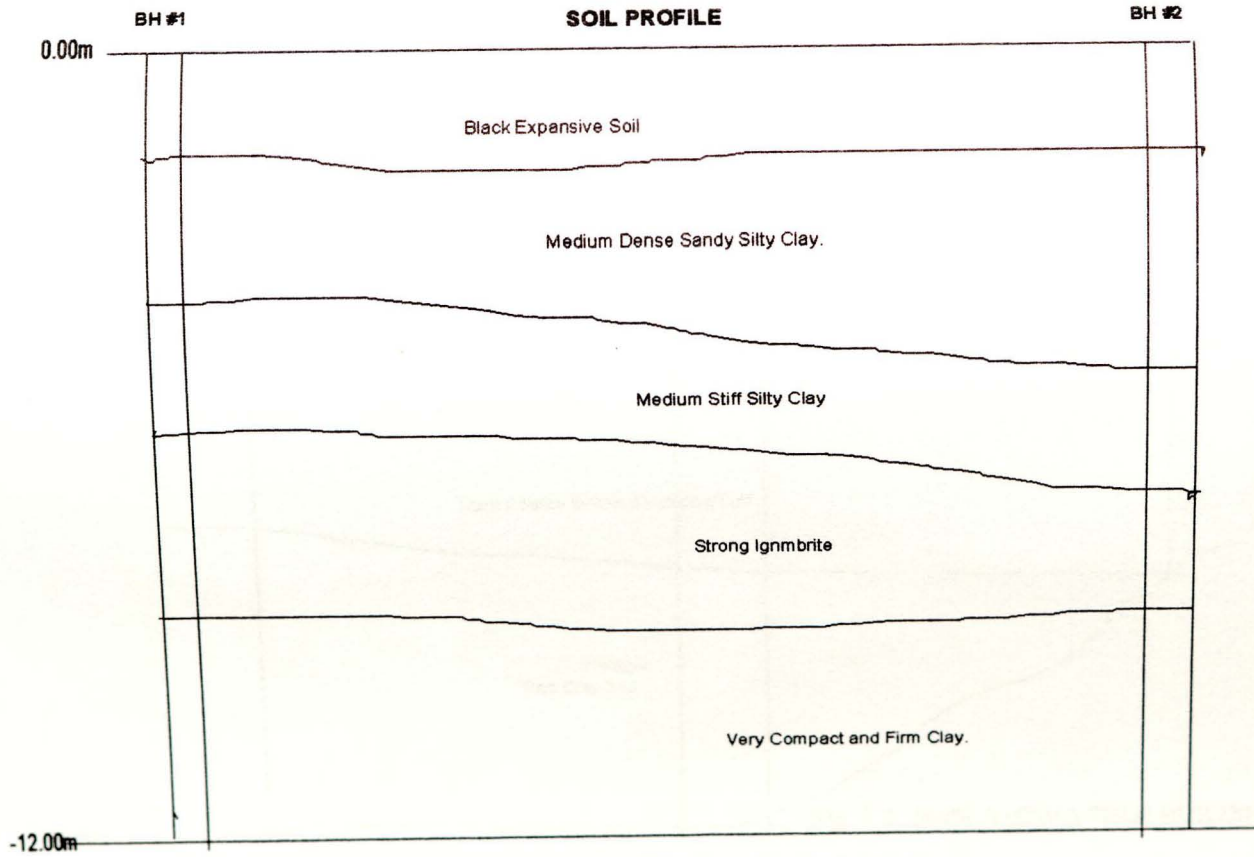 BH #1
SOIL PROFILE
BH #2
0.00m
Black Expansive Soil
Medium Dense Sandy Silty Clay.
Medium Stiff Silty Clay
Strong Ignmbrite
Very Compact and Firm Clay.
-12.00m